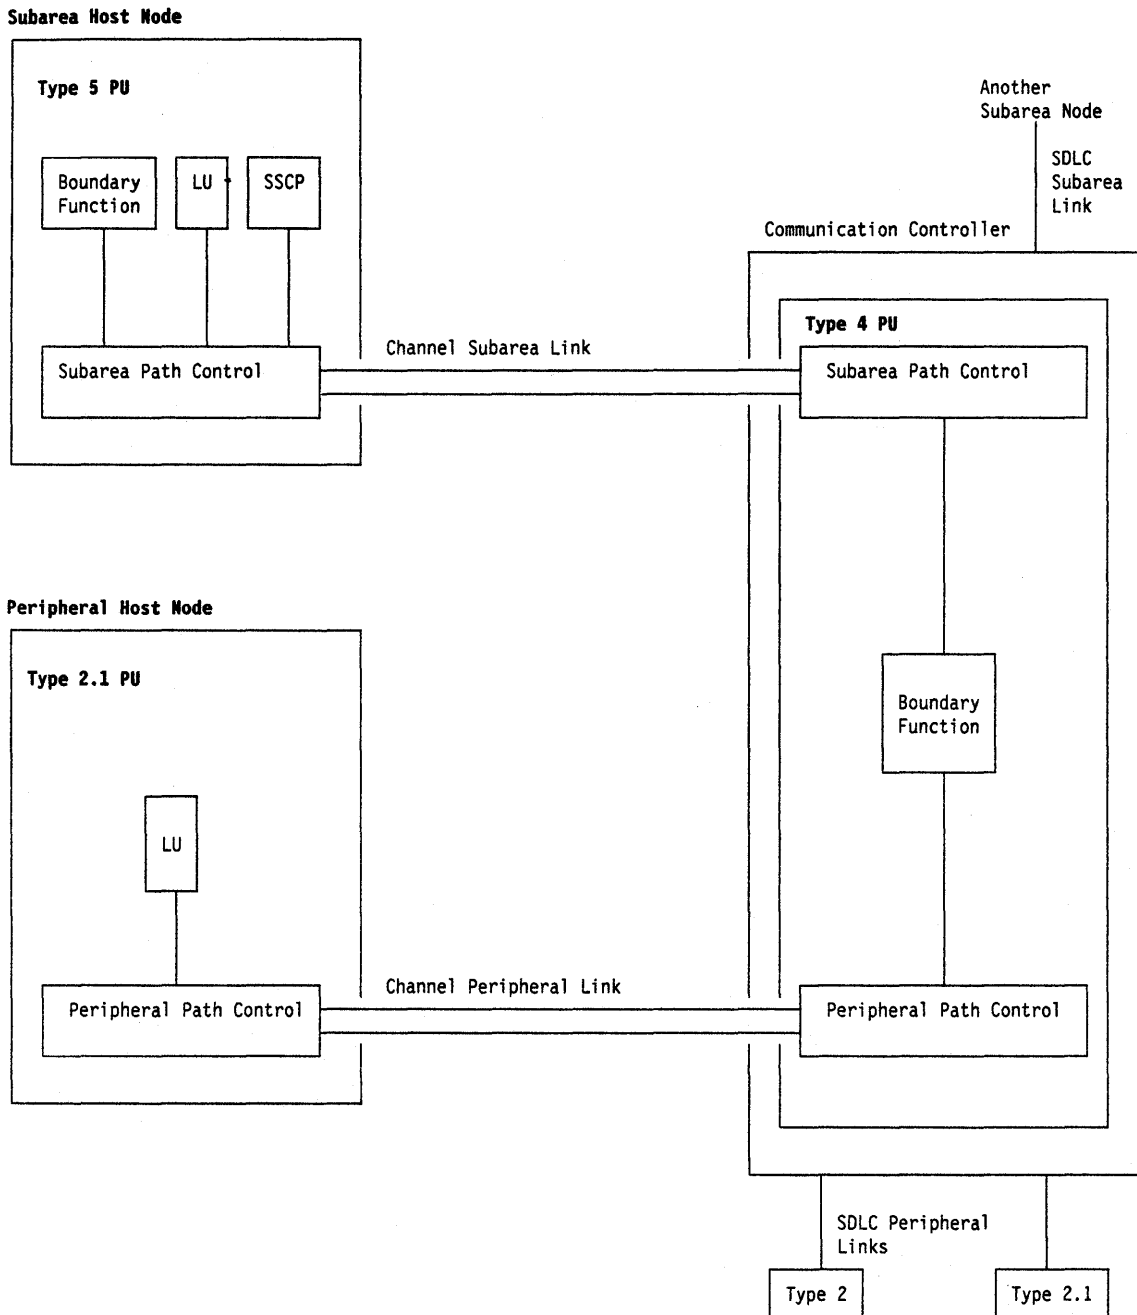 Subarea Host Node
Type 5 PU
Another
Subarea Node
Boundary
Function
LU
SSCP
SDLC
Subarea
Link
Communication Controller
Type 4 PU
Channel Subarea Link
Subarea Path Control
Subarea Path Control
Peripheral Host Node
Type 2.1 PU
Boundary
Function
LU
Channel Peripheral Link
Peripheral Path Control
Peripheral Path Control
SDLC Peripheral
Links
Type 2
Type 2.1